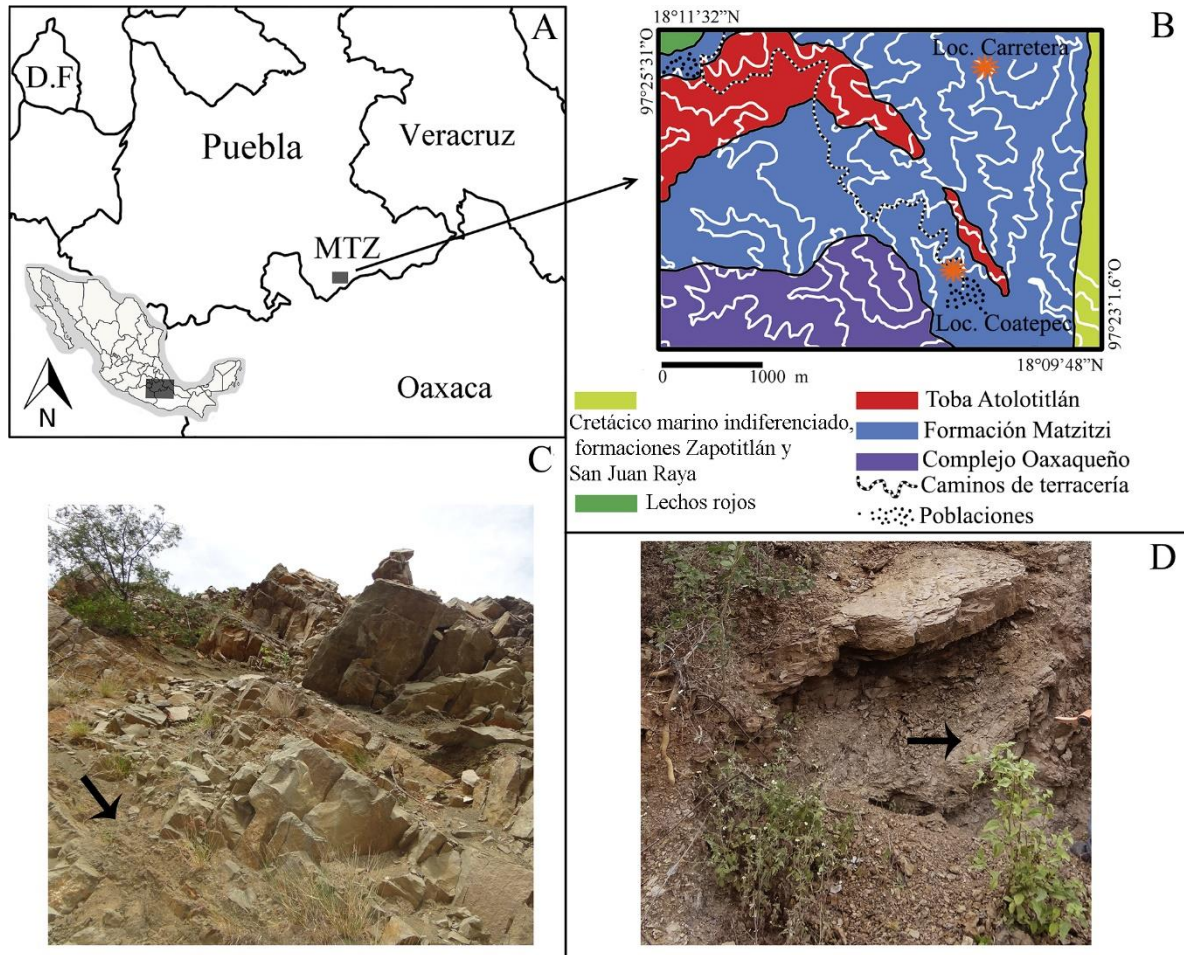 A
D.F
Puebla
Veracruz
MTZ
Oaxaca
N
B
18°11'32”N
97°25'31”O
Loc. Carretera
Loc. Coatepec
97°23'1.6”O
18°09'48”N
0 1000 m
Cretácico marino indiferenciado,
formaciones Zapotitlán y
San Juan Raya
Lechos rojos
Toba Atolotitlán
Formación Matzitzi
Complejo Oaxaqueño
Caminos de terracería
Poblaciones
C
D